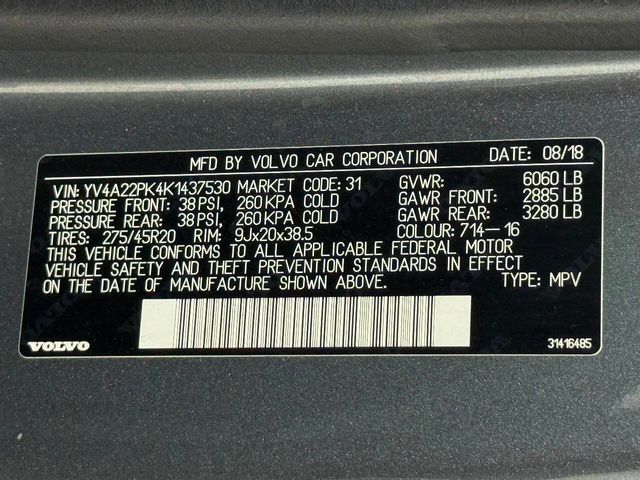 MFD BY VOLVO CAR CORPORATION DATE: 08/18
VIN: YV4A22PK4K1437530 MARKET CODE: 31 GVWR: 6060 LB
PRESSURE FRONT: 38 PSI, 260 KPA COLD GAWR FRONT: 2885 LB
PRESSURE REAR: 38 PSI, 260 KPA COLD GAWR REAR: 3280 LB
TIRES: 275/45R20 RIM: 9Jx20x38.5 COLOUR: 714-16
THIS VEHICLE CONFORMS TO ALL APPLICABLE FEDERAL MOTOR
VEHICLE SAFETY AND THEFT PREVENTION STANDARDS IN EFFECT
ON THE DATE OF MANUFACTURE SHOWN ABOVE. TYPE: MPV
VOLVO 31416485